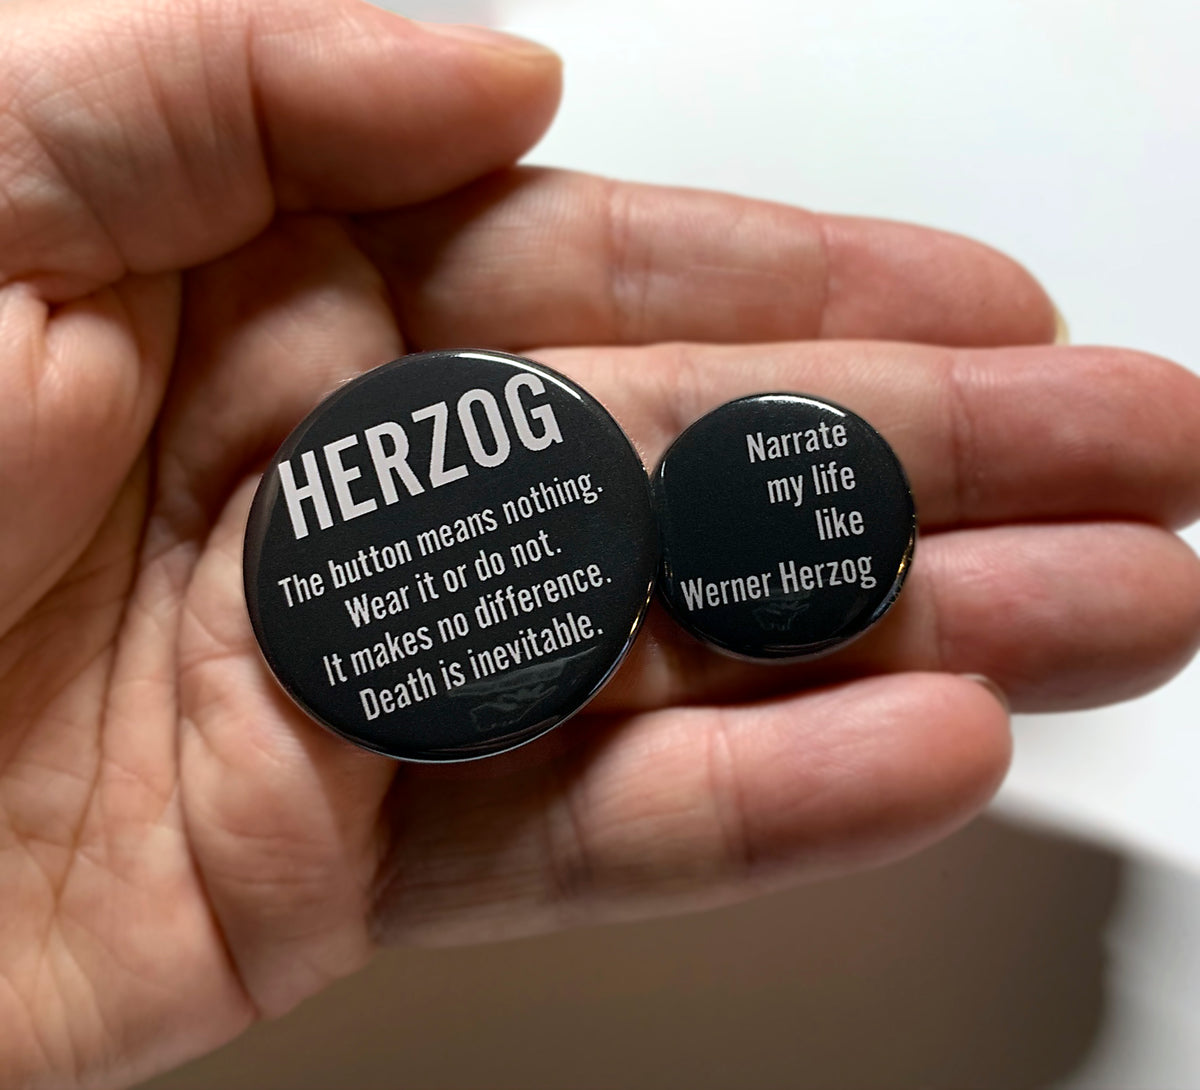 HERZOG
The button means nothing.
Wear it or do not.
It makes no difference.
Death is inevitable.
Narrate
my life
like
Werner Herzog